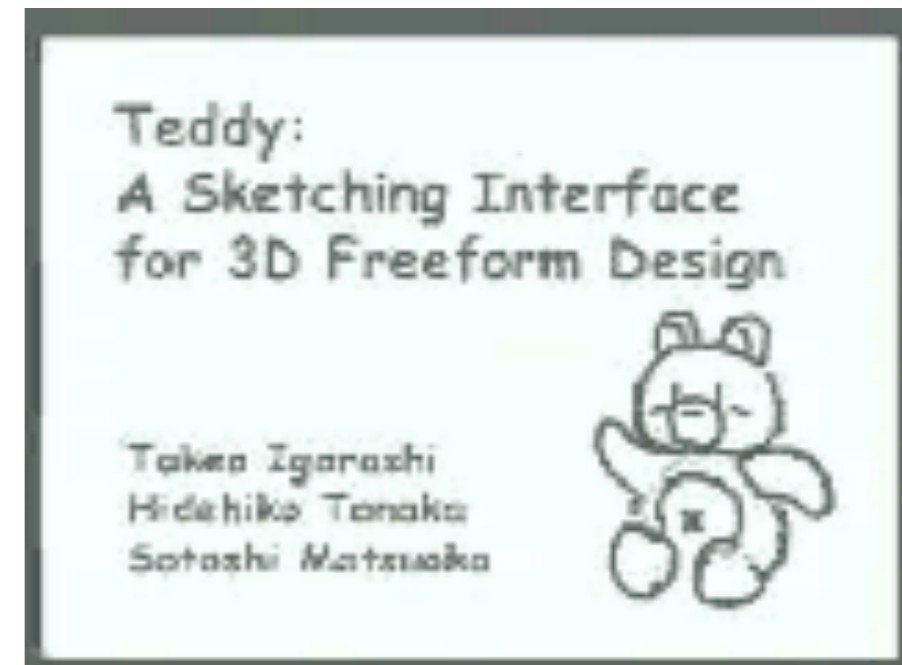 Teddy:
A Sketching Interface
for 3D Freeform Design
Takeo Igarashi
Hidehiko Tanaka
Satoshi Matsuoka